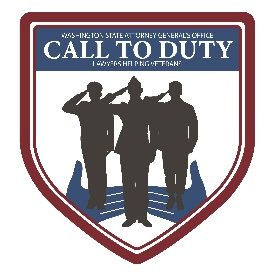 WASHINGTON STATE ATTORNEY GENERAL'S OFFICE
CALL TO DUTY
LAWYERS HELPING VETERANS